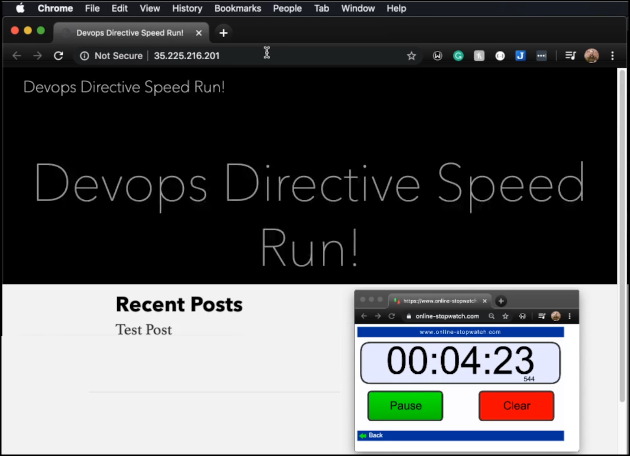 Chrome File Edit View History Bookmarks People Tab Window Help
Devops Directive Speed Run!
Not Secure | 35.225.216.201
Devops Directive Speed Run!
Devops Directive Speed
Run!
Recent Posts
Test Post
https://www.online-stopwatch
online-stopwatch.com
www.online-stopwatch.com
00:04:23
544
Pause Clear
Back